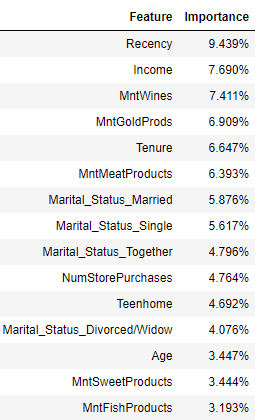 Feature Importance
Recency 9.439%
Income 7.690%
MntWines 7.411%
MntGoldProds 6.909%
Tenure 6.647%
MntMeatProducts 6.393%
Marital_Status_Married 5.876%
Marital_Status_Single 5.617%
Marital_Status_Together 4.796%
NumStorePurchases 4.764%
Teenhome 4.692%
Marital_Status_Divorced/Widow 4.076%
Age 3.447%
MntSweetProducts 3.444%
MntFishProducts 3.193%